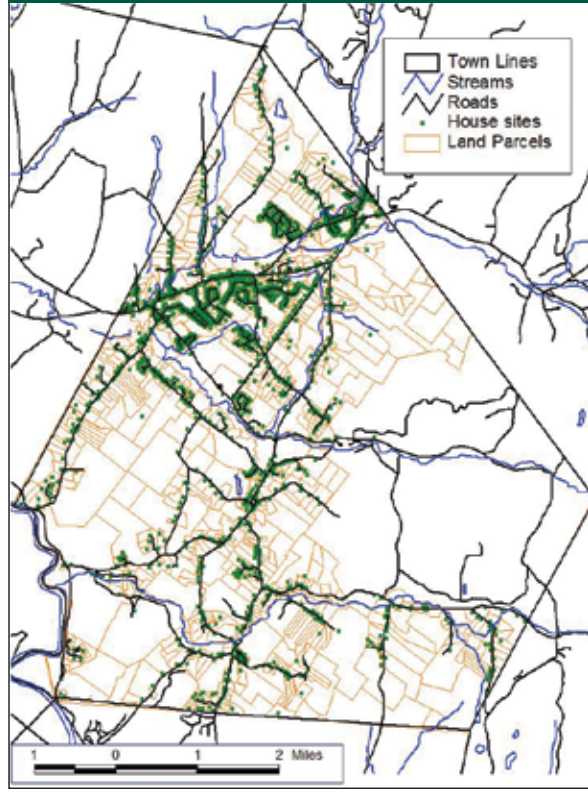 Town Lines
Streams
Roads
House sites
Land Parcels
1 0 1 2 Miles